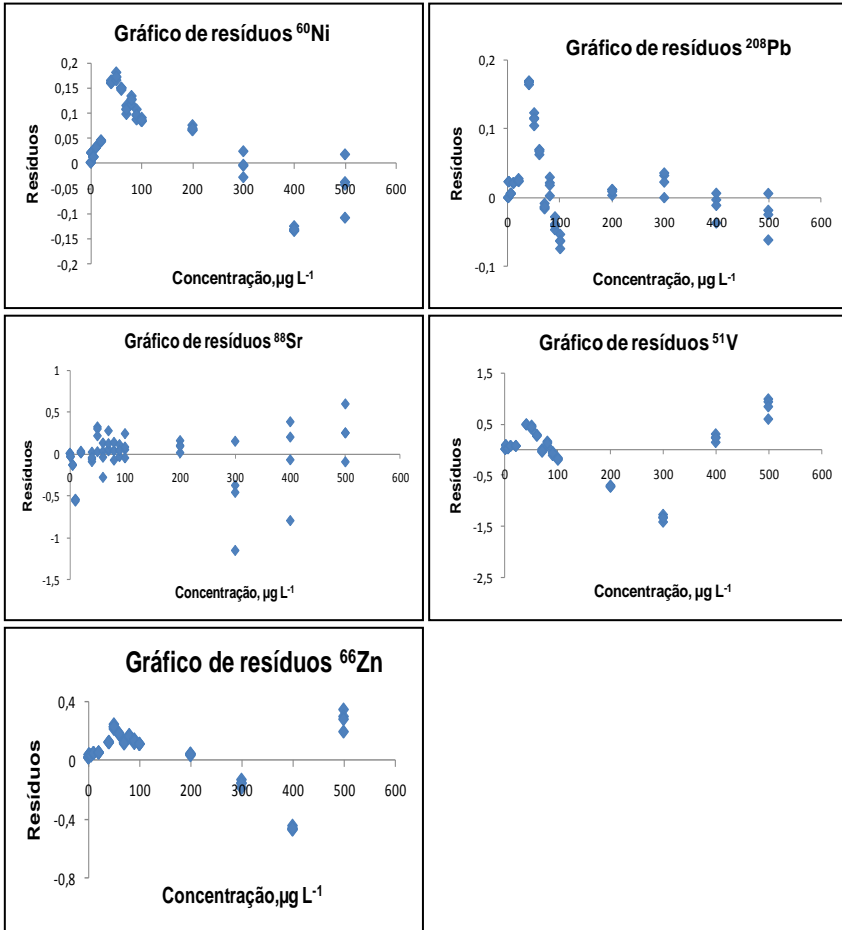 Gráfico de resíduos ⁶⁰Ni
0,2
0,15
0,1
0,05
0
-0,05
-0,1
-0,15
-0,2
0 100 200 300 400 500 600
Resíduos
Concentração,µg L⁻¹
Gráfico de resíduos ²⁰⁸Pb
0,2
0,1
0
-0,1
0 100 200 300 400 500 600
Resíduos
Concentração, µg L⁻¹
Gráfico de resíduos ⁸⁸Sr
1
0,5
0
-0,5
-1
-1,5
0 100 200 300 400 500 600
Resíduos
Concentração, µg L⁻¹
Gráfico de resíduos ⁵¹V
1,5
0,5
-0,5
-1,5
-2,5
0 100 200 300 400 500 600
Resíduos
Concentração, µg L⁻¹
Gráfico de resíduos ⁶⁶Zn
0,4
0
-0,4
-0,8
0 100 200 300 400 500 600
Resíduos
Concentração,µg L⁻¹